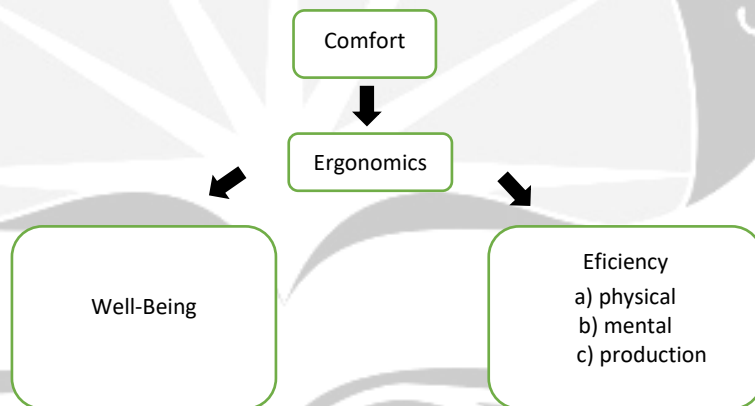 Comfort
Ergonomics
Well-Being
Eficiency
a) physical
b) mental
c) production